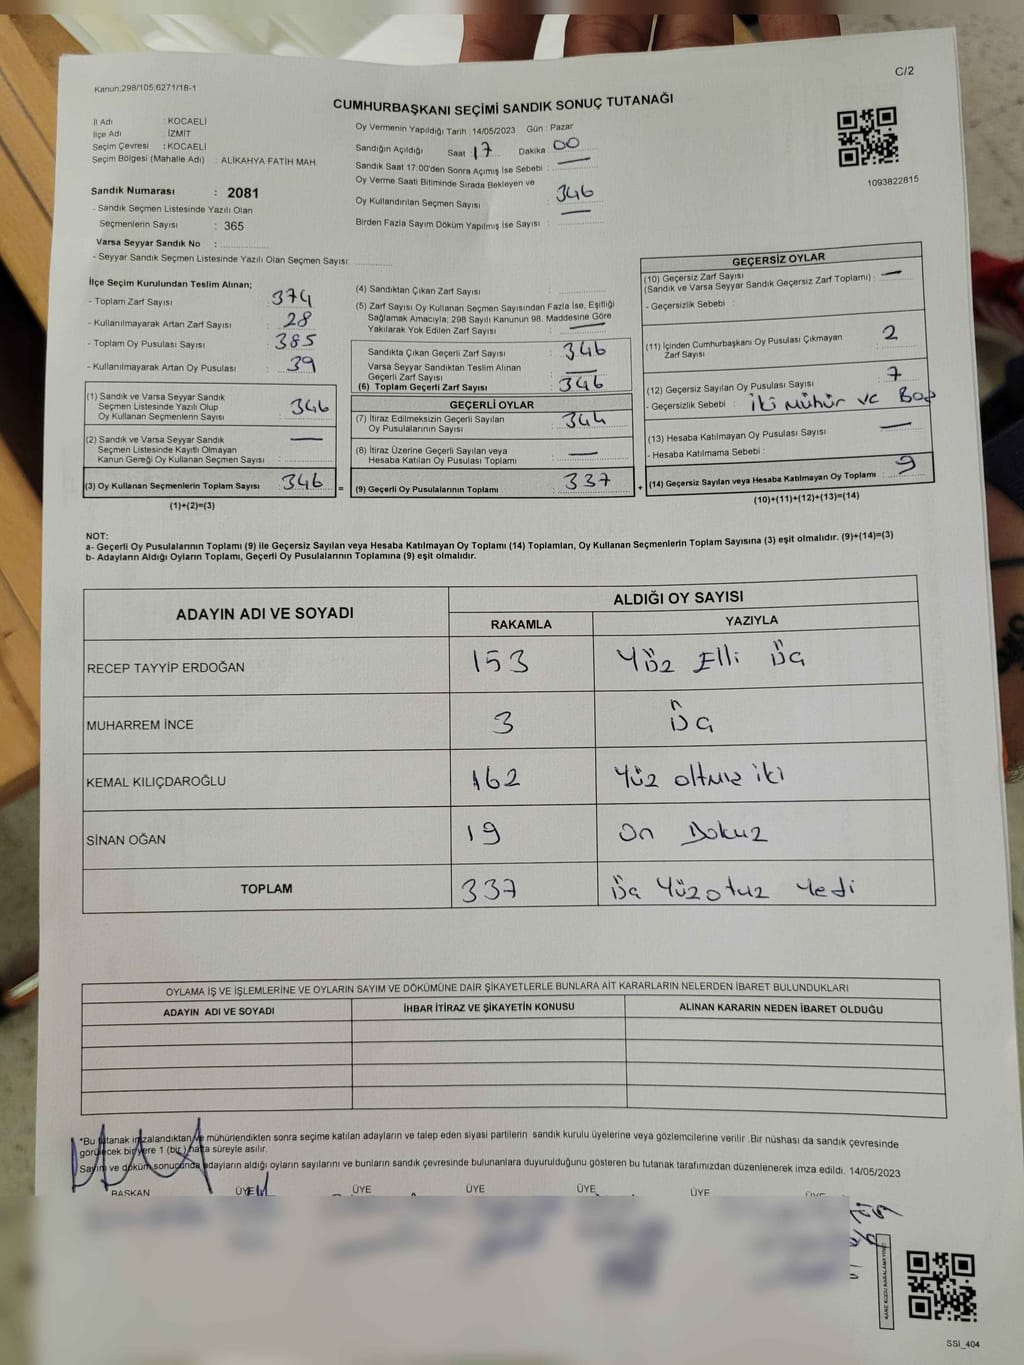 C/2
Kanun:298/105,6271/18-1
CUMHURBAŞKANI SEÇİMİ SANDIK SONUÇ TUTANAĞI
İl Adı : KOCAELİ
İlçe Adı : İZMİT
Seçim Çevresi : KOCAELİ
Seçim Bölgesi (Mahalle Adı) : ALİKAHYA FATİH MAH.
Sandık Numarası : 2081
- Sandık Seçmen Listesinde Yazılı Olan
Seçmenlerin Sayısı : 365
Varsa Seyyar Sandık No :
- Seyyar Sandık Seçmen Listesinde Yazılı Olan Seçmen Sayısı:
Oy Vermenin Yapıldığı Tarih : 14/05/2023 Gün : Pazar
Sandığın Açıldığı Saat : 17 Dakika : 00
Sandık Saat 17:00'den Sonra Açımış İse Sebebi : —
Oy Verme Saati Bitiminde Sırada Bekleyen ve
Oy Kullandırılan Seçmen Sayısı : 346
Birden Fazla Sayım Döküm Yapılmış İse Sayısı : —
1093822815
İlçe Seçim Kurulundan Teslim Alınan;
- Toplam Zarf Sayısı : 374
- Kullanılmayarak Artan Zarf Sayısı : 28
- Toplam Oy Pusulası Sayısı : 385
- Kullanılmayarak Artan Oy Pusulası : 39
(1) Sandık ve Varsa Seyyar Sandık
Seçmen Listesinde Yazılı Olup
Oy Kullanan Seçmenlerin Sayısı : 346
(2) Sandık ve Varsa Seyyar Sandık
Seçmen Listesinde Kayıtlı Olmayan
Kanun Gereği Oy Kullanan Seçmen Sayısı : —
(3) Oy Kullanan Seçmenlerin Toplam Sayısı : 346
(1)+(2)=(3)
(4) Sandıktan Çıkan Zarf Sayısı :
(5) Zarf Sayısı Oy Kullanan Seçmen Sayısından Fazla İse, Eşitliği
Sağlamak Amacıyla; 298 Sayılı Kanunun 98. Maddesine Göre
Yakılarak Yok Edilen Zarf Sayısı : —
Sandıkta Çıkan Geçerli Zarf Sayısı : 346
Varsa Seyyar Sandıktan Teslim Alınan
Geçerli Zarf Sayısı : —
(6) Toplam Geçerli Zarf Sayısı : 346
GEÇERLİ OYLAR
(7) İtiraz Edilmeksizin Geçerli Sayılan
Oy Pusulalarının Sayısı : 344
(8) İtiraz Üzerine Geçerli Sayılan veya
Hesaba Katılan Oy Pusulası Toplamı : —
= (9) Geçerli Oy Pusulalarının Toplamı : 337 +
GEÇERSİZ OYLAR
(10) Geçersiz Zarf Sayısı
(Sandık ve Varsa Seyyar Sandık Geçersiz Zarf Toplamı) : —
- Geçersizlik Sebebi :
(11) İçinden Cumhurbaşkanı Oy Pusulası Çıkmayan
Zarf Sayısı : 2
(12) Geçersiz Sayılan Oy Pusulası Sayısı : 7
- Geçersizlik Sebebi : iki mühür ve Boş
(13) Hesaba Katılmayan Oy Pusulası Sayısı : —
- Hesaba Katılmama Sebebi :
(14) Geçersiz Sayılan veya Hesaba Katılmayan Oy Toplamı : 9
(10)+(11)+(12)+(13)=(14)
NOT:
a- Geçerli Oy Pusulalarının Toplamı (9) ile Geçersiz Sayılan veya Hesaba Katılmayan Oy Toplamı (14) Toplamları, Oy Kullanan Seçmenlerin Toplam Sayısına (3) eşit olmalıdır. (9)+(14)=(3)
b- Adayların Aldığı Oyların Toplamı, Geçerli Oy Pusulalarının Toplamına (9) eşit olmalıdır.
ADAYIN ADI VE SOYADI
ALDIĞI OY SAYISI
RAKAMLA YAZIYLA
RECEP TAYYİP ERDOĞAN 153 Yüz Elli üç
MUHARREM İNCE 3 üç
KEMAL KILIÇDAROĞLU 162 Yüz altmış iki
SİNAN OĞAN 19 On Dokuz
TOPLAM 337 üç Yüz otuz Yedi
OYLAMA İŞ VE İŞLEMLERİNE VE OYLARIN SAYIM VE DÖKÜMÜNE DAİR ŞİKAYETLERLE BUNLARA AİT KARARLARIN NELERDEN İBARET BULUNDUKLARI
ADAYIN ADI VE SOYADI İHBAR İTİRAZ VE ŞİKAYETİN KONUSU ALINAN KARARIN NEDEN İBARET OLDUĞU
*Bu tutanak imzalandıktan ve mühürlendikten sonra seçime katılan adayların ve talep eden siyasi partilerin sandık kurulu üyelerine veya gözlemcilerine verilir. Bir nüshası da sandık çevresinde
görülecek bir yere 1 (bir) hafta süreyle asılır.
Sayım ve döküm sonucunda adayların aldığı oyların sayılarını ve bunların sandık çevresinde bulunanlara duyurulduğunu gösteren bu tutanak tarafımızdan düzenlenerek imza edildi. 14/05/2023
BAŞKAN ÜYE ÜYE ÜYE ÜYE ÜYE ÜYE
SSI_404